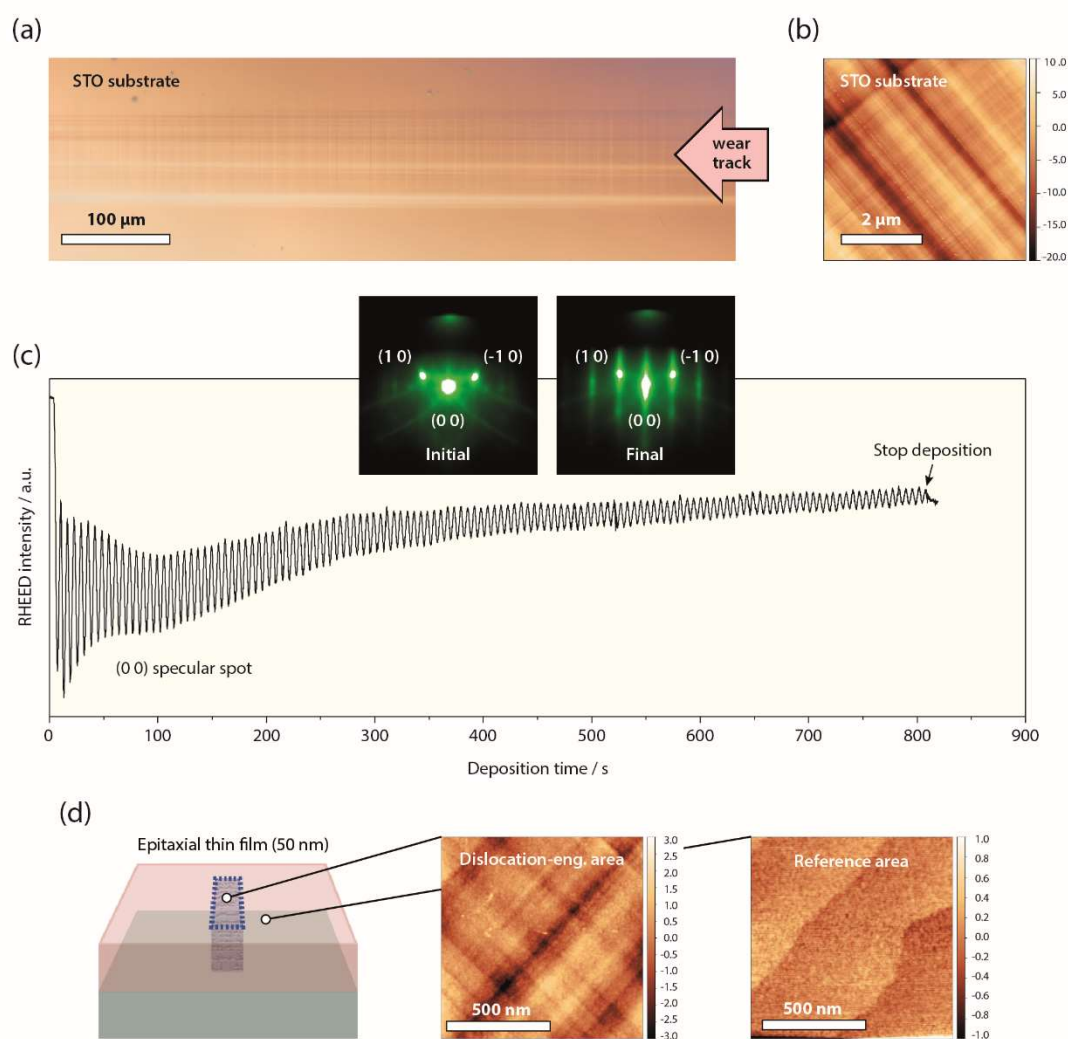 (a)
STO substrate
wear
track
100 µm
(b)
STO substrate
2 µm
10.0
5.0
0.0
-5.0
-10.0
-15.0
-20.0
(c)
(1 0)
(-1 0)
(0 0)
Initial
(1 0)
(-1 0)
(0 0)
Final
Stop deposition
RHEED intensity / a.u.
(0 0) specular spot
0
100
200
300
400
500
600
700
800
900
Deposition time / s
(d)
Epitaxial thin film (50 nm)
Dislocation-eng. area
500 nm
3.0
2.5
2.0
1.5
1.0
0.5
0.0
-0.5
-1.0
-1.5
-2.0
-2.5
-3.0
Reference area
500 nm
1.0
0.8
0.6
0.4
0.2
0.0
-0.2
-0.4
-0.6
-0.8
-1.0